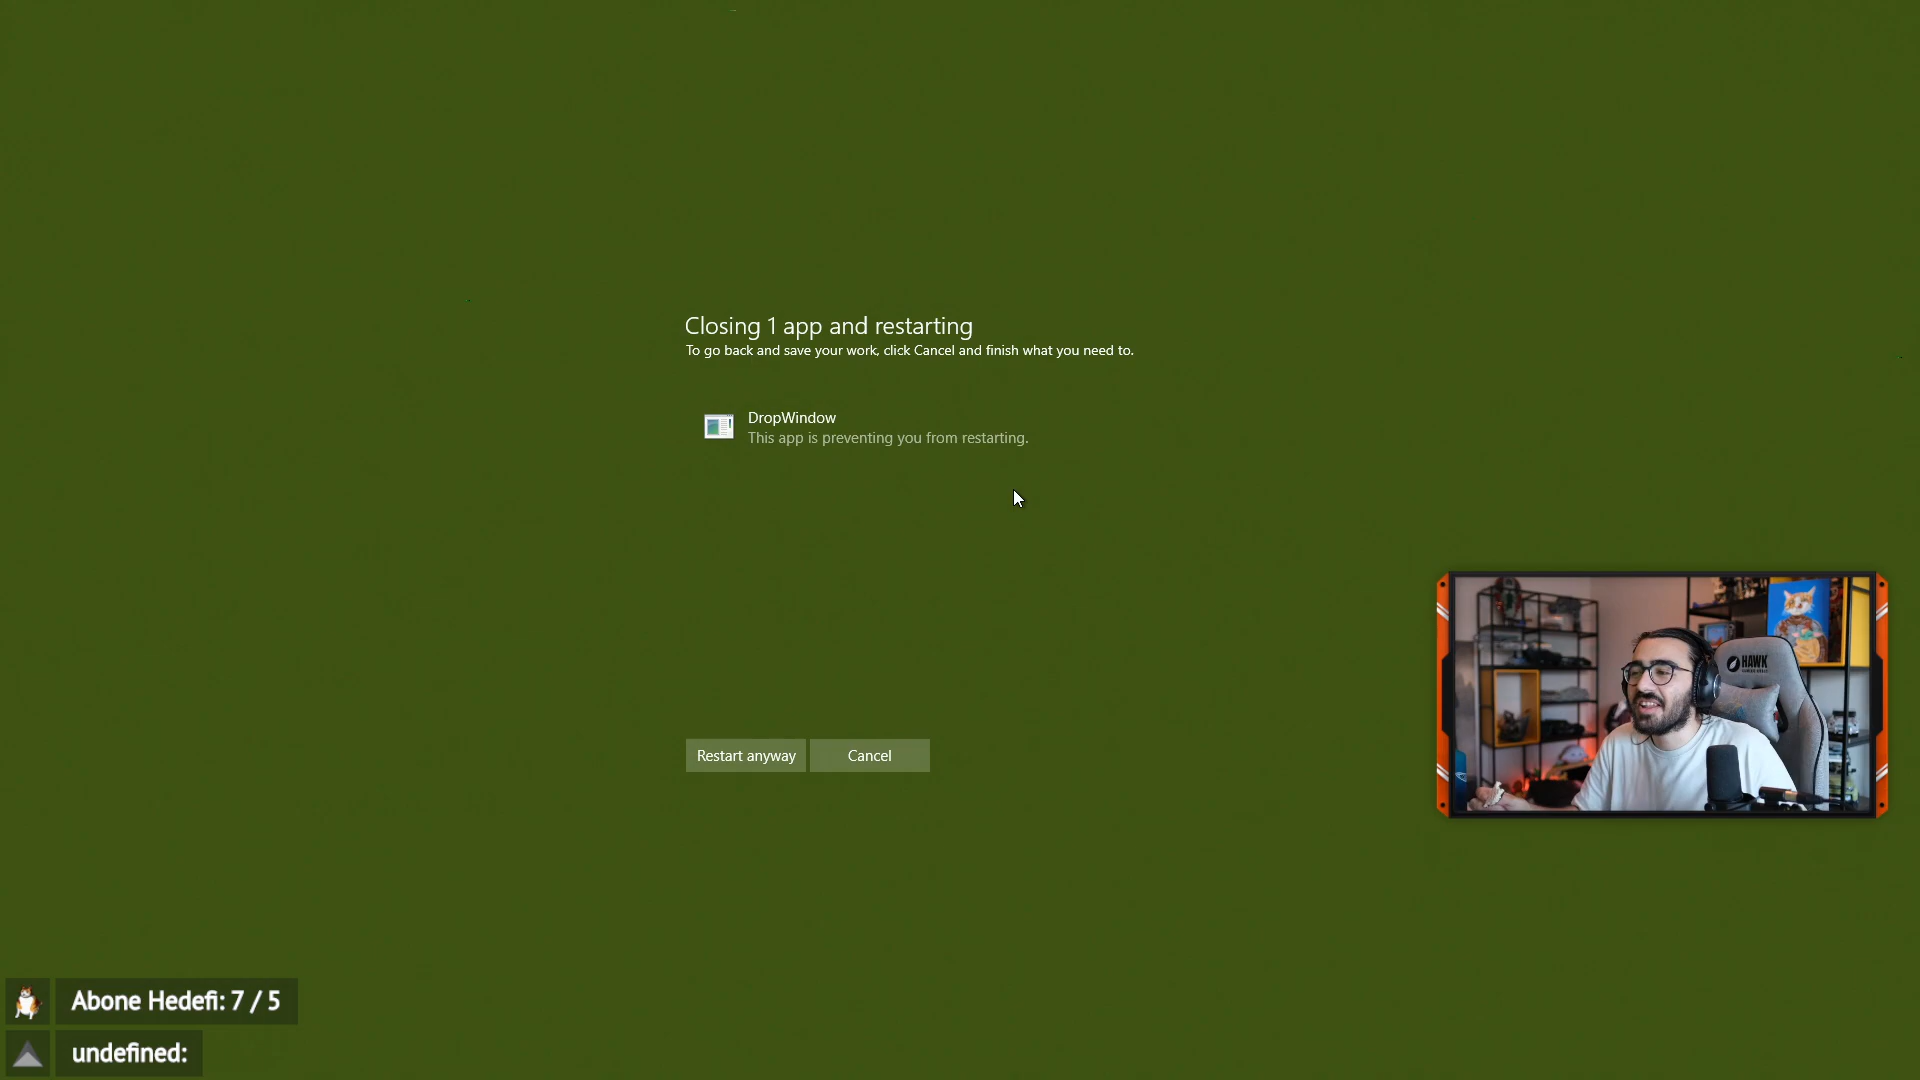 Closing 1 app and restarting
To go back and save your work, click Cancel and finish what you need to.
DropWindow
This app is preventing you from restarting.
Restart anyway
Cancel
HAWK
Abone Hedefi: 7 / 5
undefined: